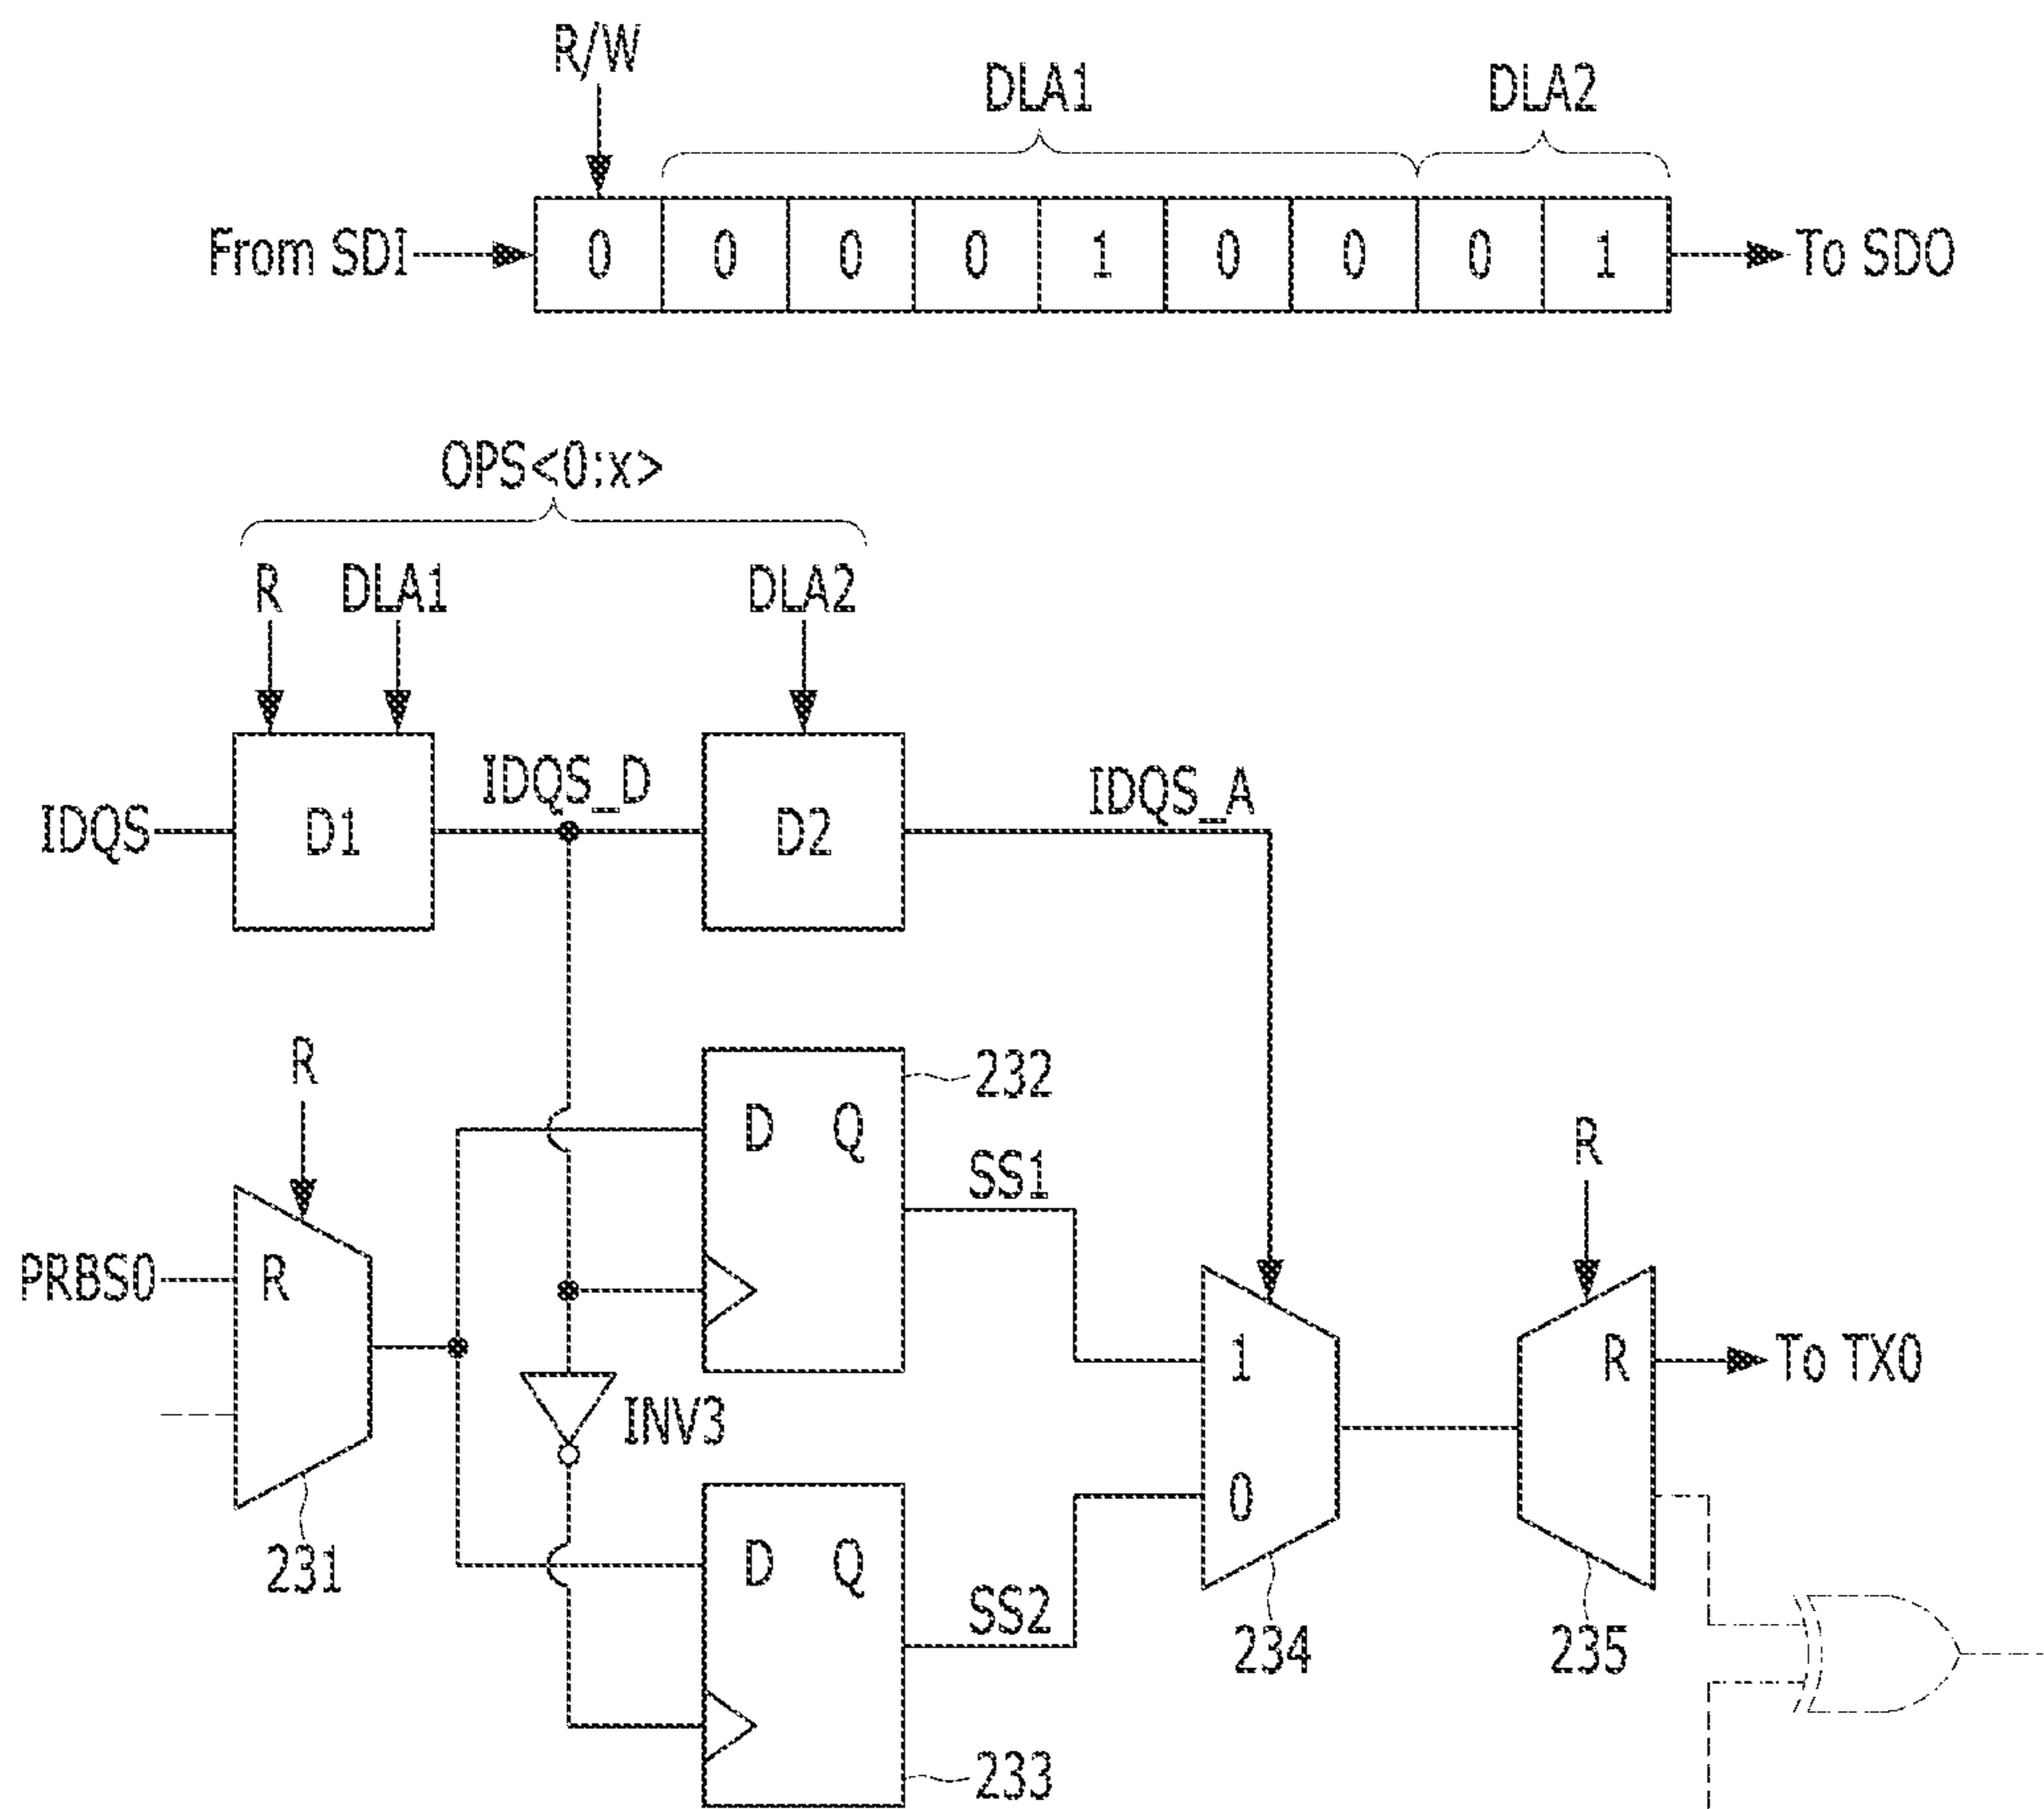 R/W
DLA1 DLA2
From SDI 0 0 0 0 1 0 0 0 1 To SDO
OPS<0:x>
R DLA1 DLA2
IDQS D1 IDQS_D D2 IDQS_A
R
232
D Q
SS1
R
PRBS0 R
1
R To TX0
INV3
0
231
D Q
SS2
234
235
233